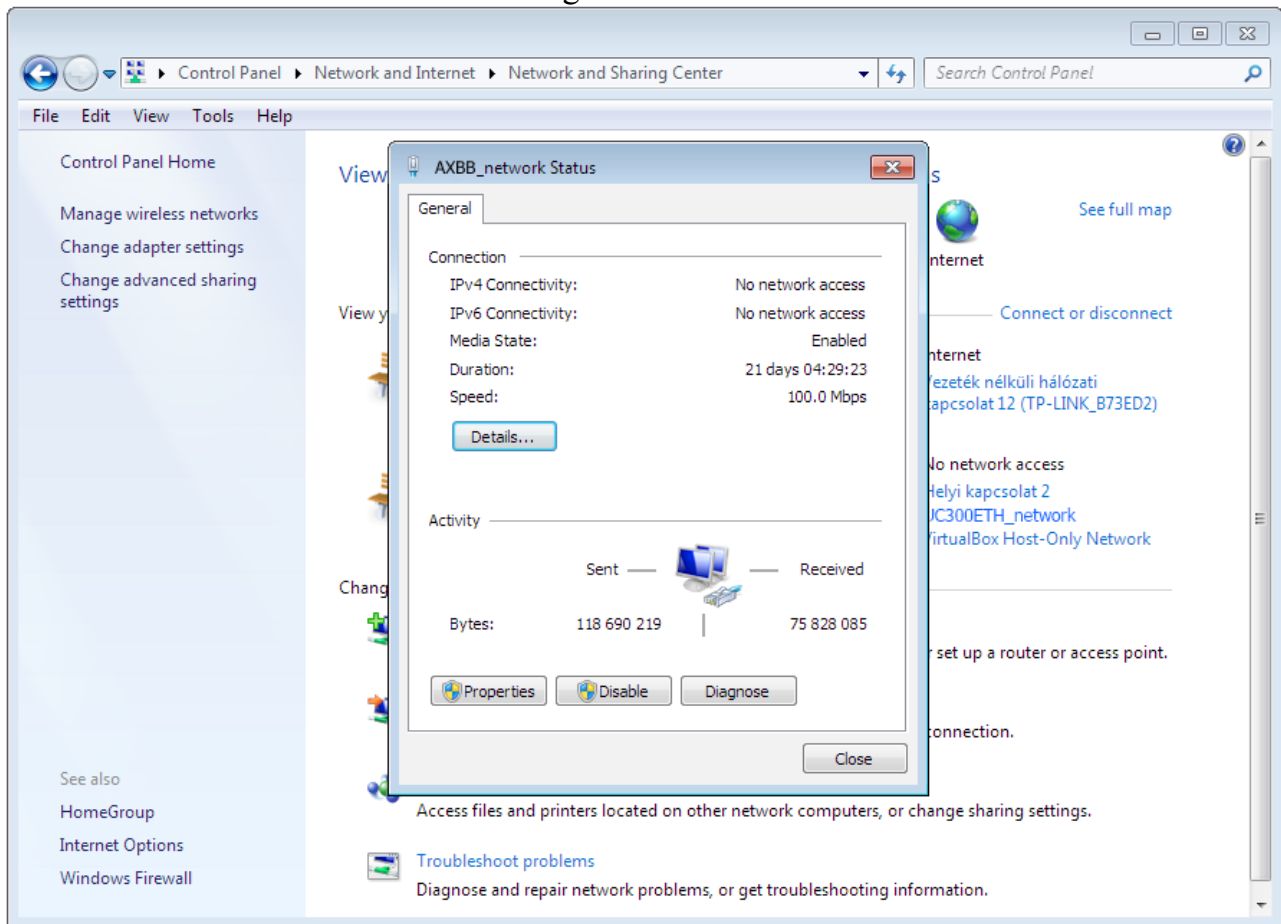 Control Panel ▸ Network and Internet ▸ Network and Sharing Center
Search Control Panel
File Edit View Tools Help
Control Panel Home
Manage wireless networks
Change adapter settings
Change advanced sharing
settings
See also
HomeGroup
Internet Options
Windows Firewall
View
s
See full map
nternet
View y
Connect or disconnect
nternet
ezeték nélküli hálózati
kapcsolat 12 (TP-LINK_B73ED2)
No network access
Helyi kapcsolat 2
UC300ETH_network
VirtualBox Host-Only Network
Chang
set up a router or access point.
connection.
Access files and printers located on other network computers, or change sharing settings.
Troubleshoot problems
Diagnose and repair network problems, or get troubleshooting information.
AXBB_network Status
General
Connection
IPv4 Connectivity: No network access
IPv6 Connectivity: No network access
Media State: Enabled
Duration: 21 days 04:29:23
Speed: 100.0 Mbps
Details...
Activity
Sent Received
Bytes: 118 690 219 75 828 085
Properties Disable Diagnose
Close